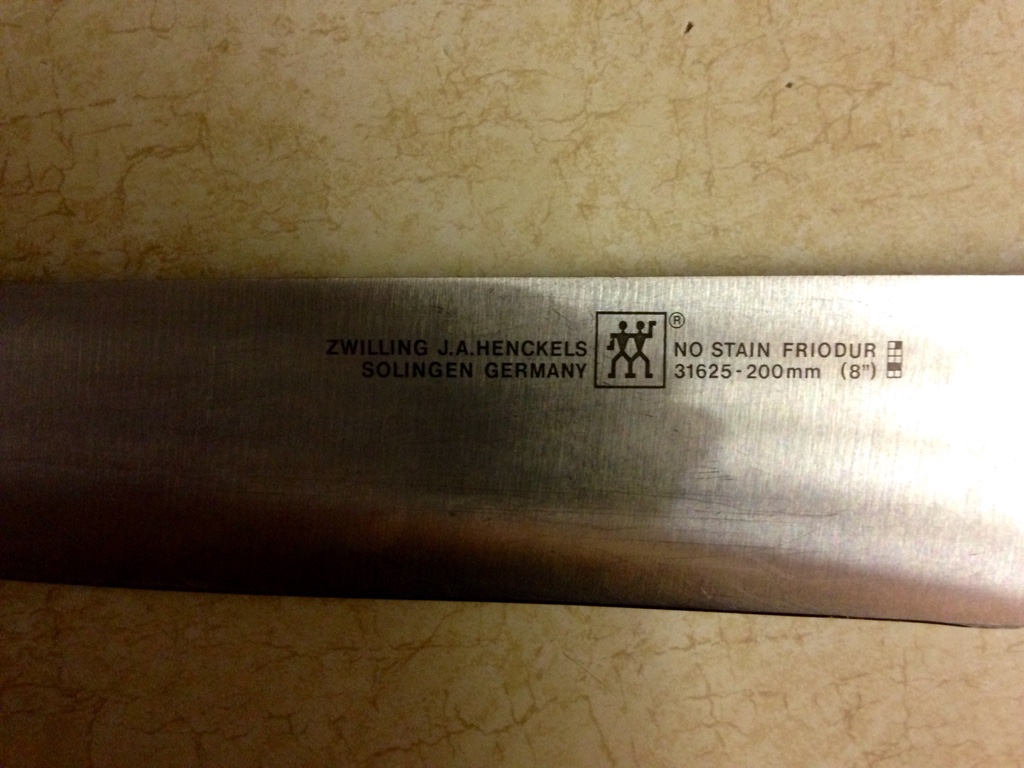 ZWILLING J.A.HENCKELS
SOLINGEN GERMANY
®
NO STAIN FRIODUR
31625-200mm (8")